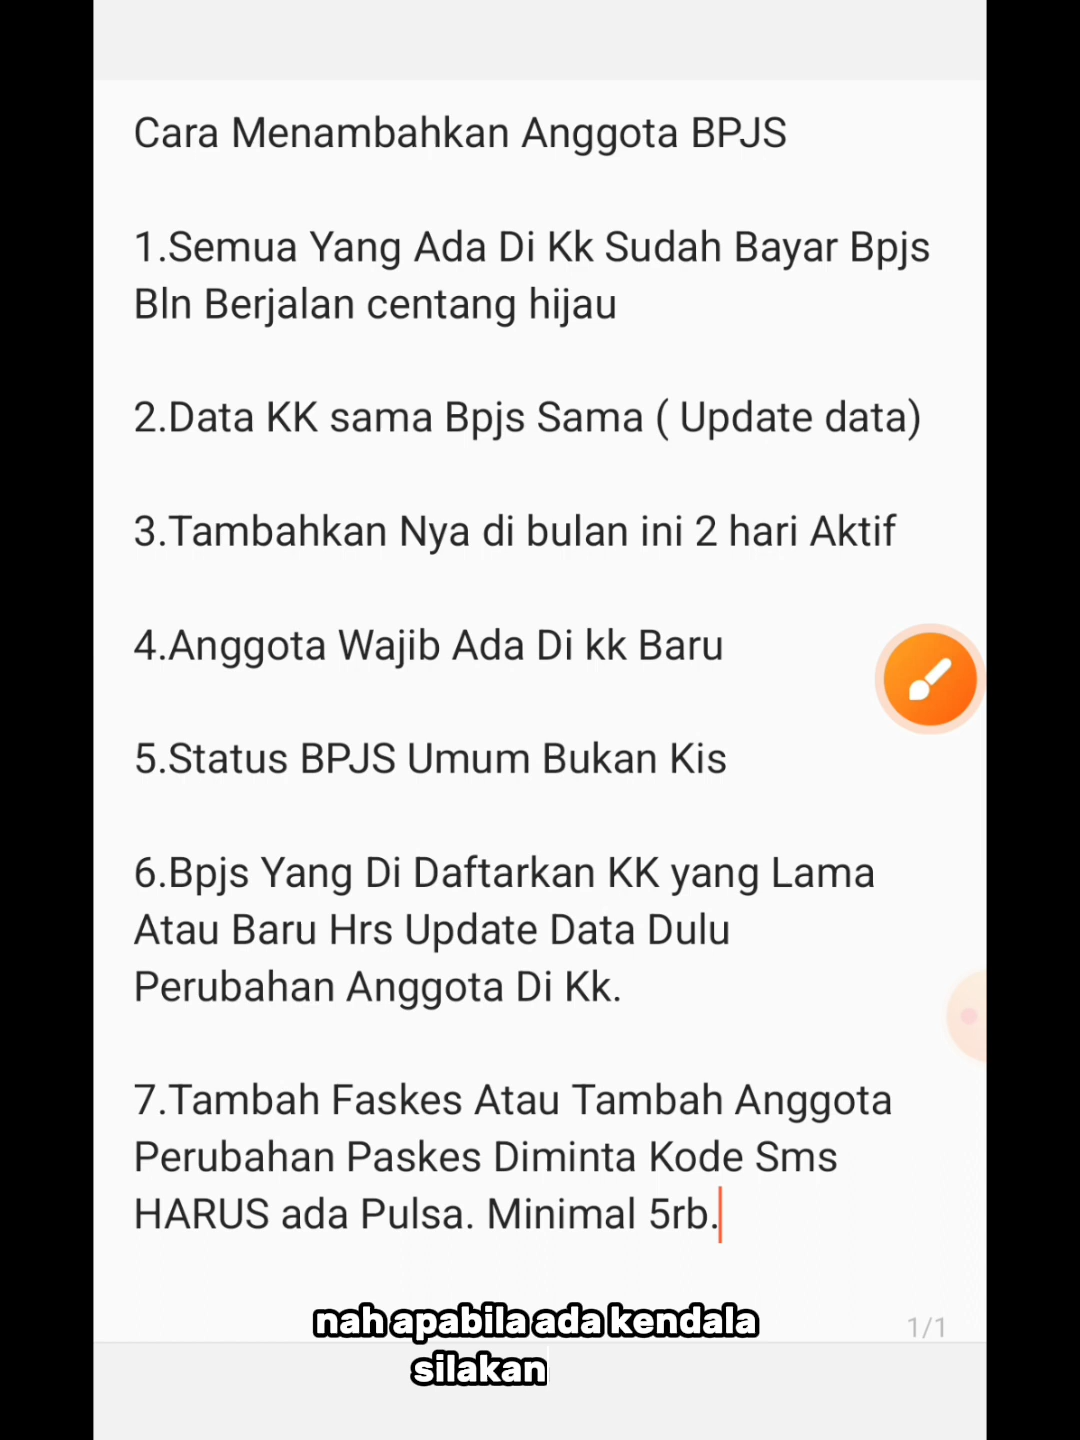 Cara Menambahkan Anggota BPJS
1.Semua Yang Ada Di Kk Sudah Bayar Bpjs
Bln Berjalan centang hijau
2.Data KK sama Bpjs Sama ( Update data)
3.Tambahkan Nya di bulan ini 2 hari Aktif
4.Anggota Wajib Ada Di kk Baru
5.Status BPJS Umum Bukan Kis
6.Bpjs Yang Di Daftarkan KK yang Lama
Atau Baru Hrs Update Data Dulu
Perubahan Anggota Di Kk.
7.Tambah Faskes Atau Tambah Anggota
Perubahan Paskes Diminta Kode Sms
HARUS ada Pulsa. Minimal 5rb.
nah apabila ada kendala
silakan
1/1